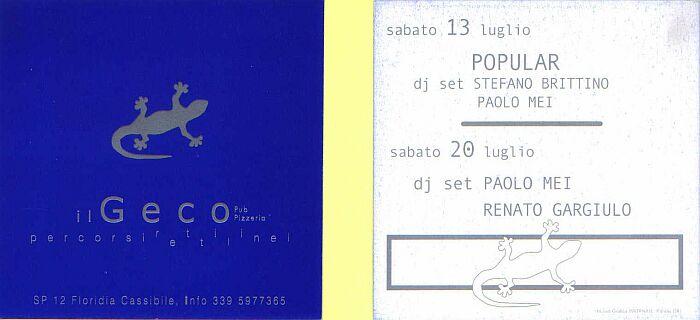 il Geco Pub Pizzeria
percorsi rettilinei
SP 12 Floridia Cassibile, Info 339 5977365
sabato 13 luglio
POPULAR
dj set STEFANO BRITTINO
PAOLO MEI
sabato 20 luglio
dj set PAOLO MEI
RENATO GARGIULO